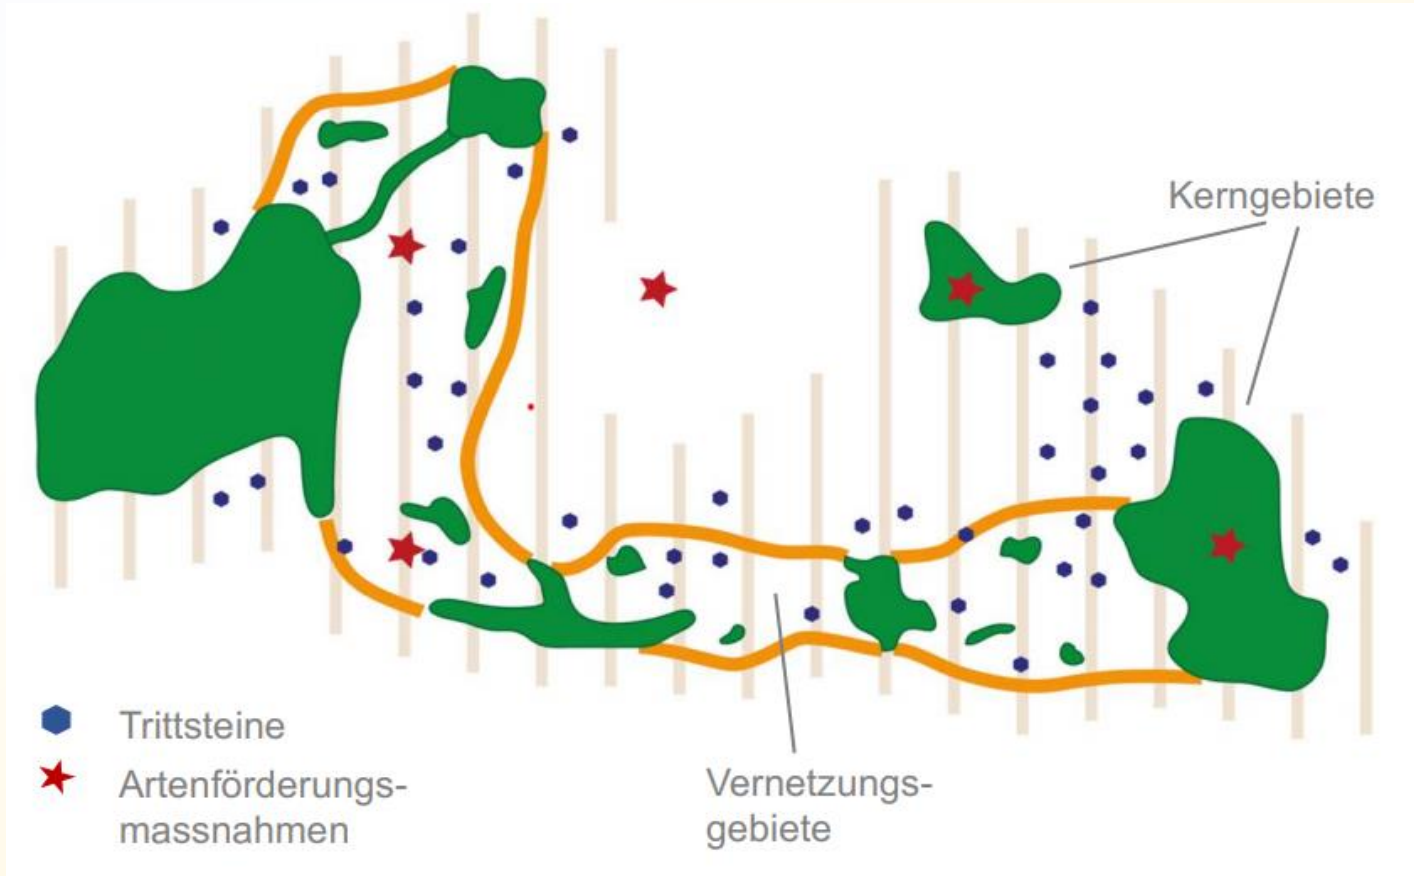 Kerngebiete
Trittsteine
Artenförderungs-
massnahmen
Vernetzungs-
gebiete